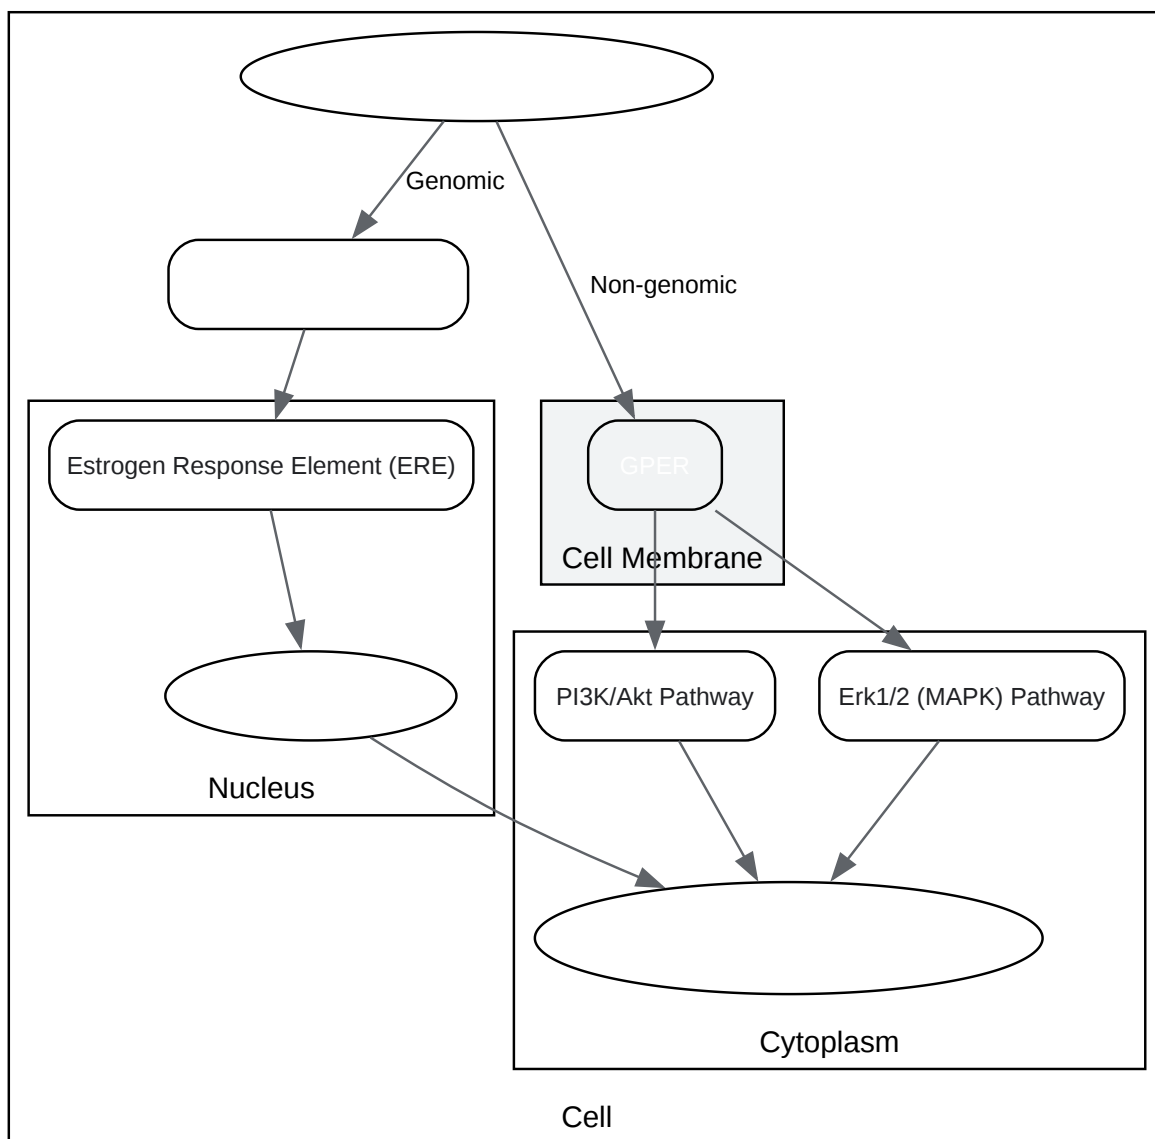 Genomic
Non-genomic
Estrogen Response Element (ERE)
GPER
Cell Membrane
PI3K/Akt Pathway
Erk1/2 (MAPK) Pathway
Nucleus
Cytoplasm
Cell